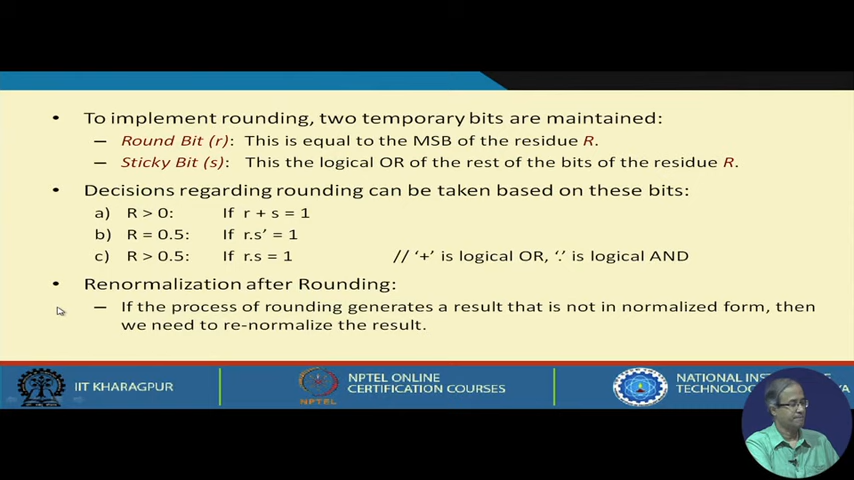 • To implement rounding, two temporary bits are maintained:
– Round Bit (r): This is equal to the MSB of the residue R.
– Sticky Bit (s): This the logical OR of the rest of the bits of the residue R.
• Decisions regarding rounding can be taken based on these bits:
a) R > 0: If r + s = 1
b) R = 0.5: If r.s' = 1
c) R > 0.5: If r.s = 1 // '+' is logical OR, '.' is logical AND
• Renormalization after Rounding:
– If the process of rounding generates a result that is not in normalized form, then
we need to re-normalize the result.
IIT KHARAGPUR
NPTEL
NPTEL ONLINE
CERTIFICATION COURSES
NATIONAL
TECHNOLOG